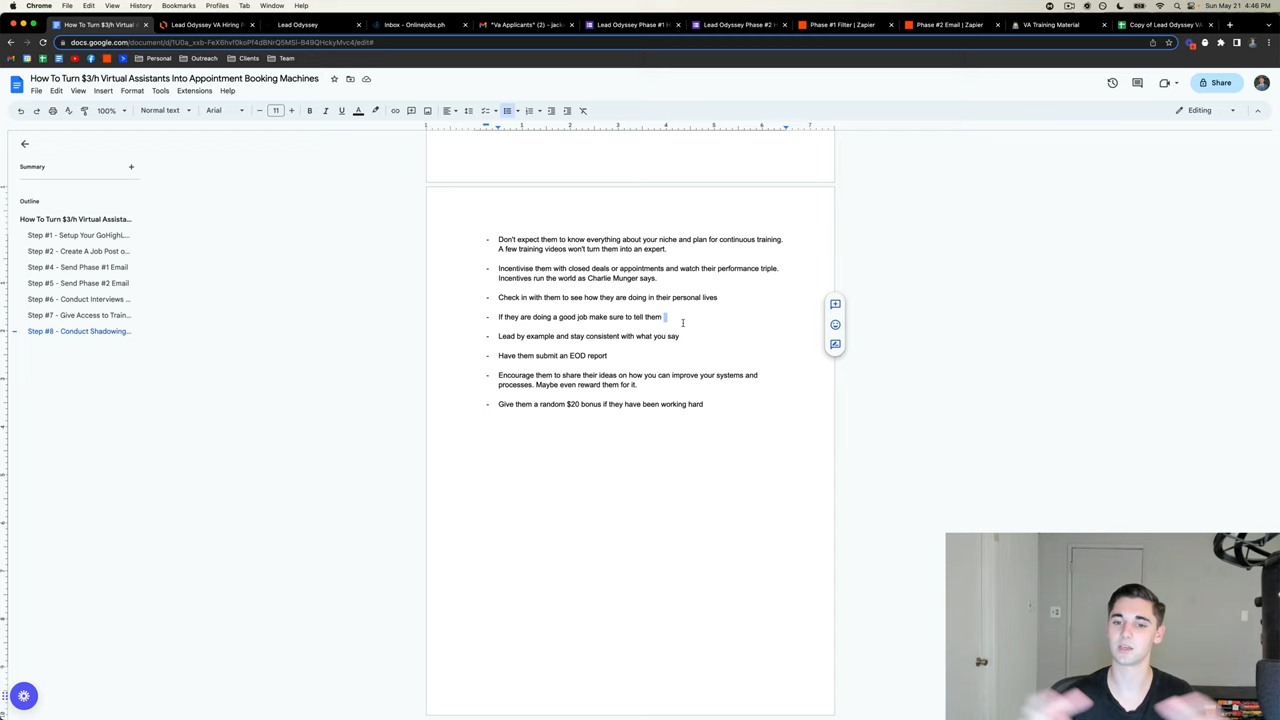 Chrome File Edit View History Bookmarks Profiles Tab Window Help
Sun May 21 4:46 PM
How To Turn $3/h Virtual Assis
Lead Odyssey VA Hiring P
Lead Odyssey
Inbox - Onlinejobs.ph
"Va Applicants" (2) - jack
Lead Odyssey Phase #1 H
Lead Odyssey Phase #2 H
Phase #1 Filter | Zapier
Phase #2 Email | Zapier
VA Training Material
Copy of Lead Odyssey VA
Personal
Outreach
Clients
Team
How To Turn $3/h Virtual Assistants Into Appointment Booking Machines
File Edit View Insert Format Tools Extensions Help
Share
100%
Normal text
Arial
11
Editing
Summary
Outline
How To Turn $3/h Virtual Assista...
Step #1 - Setup Your GoHighL...
Step #2 - Create A Job Post o...
Step #4 - Send Phase #1 Email
Step #5 - Send Phase #2 Email
Step #6 - Conduct Interviews ...
Step #7 - Give Access to Train...
Step #8 - Conduct Shadowing...
- Don't expect them to know everything about your niche and plan for continuous training.
A few training videos won't turn them into an expert.
- Incentivise them with closed deals or appointments and watch their performance triple.
Incentives run the world as Charlie Munger says.
- Check in with them to see how they are doing in their personal lives
- If they are doing a good job make sure to tell them
- Lead by example and stay consistent with what you say
- Have them submit an EOD report
- Encourage them to share their ideas on how you can improve your systems and
processes. Maybe even reward them for it.
- Give them a random $20 bonus if they have been working hard